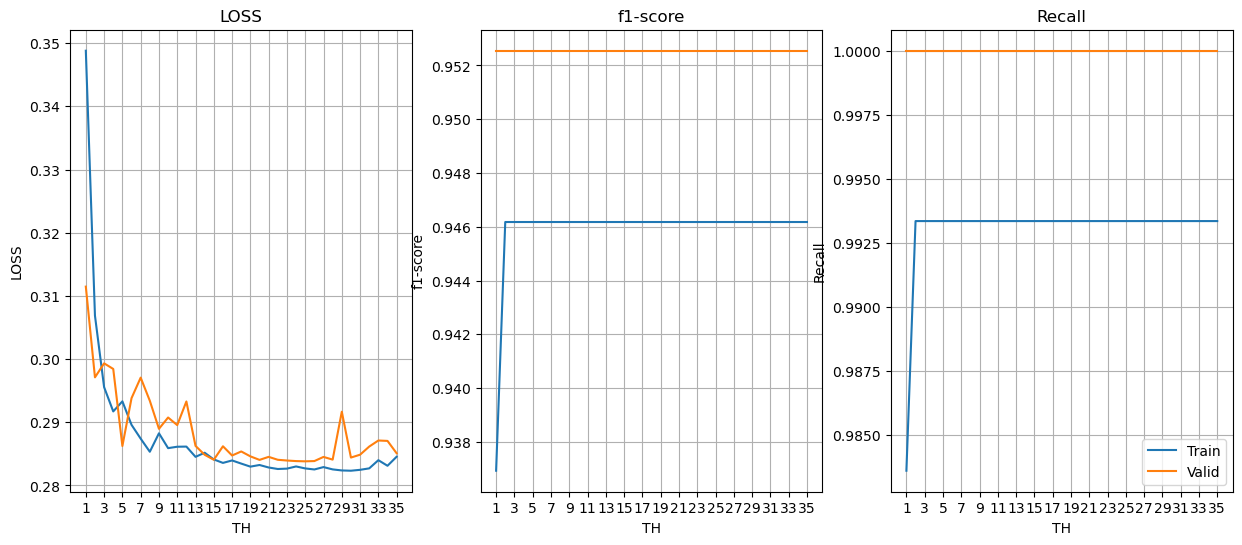 LOSS
0.35
0.34
0.33
0.32
0.31
0.30
0.29
0.28
LOSS
1 3 5 7 9 11 13 15 17 19 21 23 25 27 29 31 33 35
TH
f1-score
0.952
0.950
0.948
0.946
0.944
0.942
0.940
0.938
f1-score
1 3 5 7 9 11 13 15 17 19 21 23 25 27 29 31 33 35
TH
Recall
1.0000
0.9975
0.9950
0.9925
0.9900
0.9875
0.9850
Recall
1 3 5 7 9 11 13 15 17 19 21 23 25 27 29 31 33 35
TH
Train
Valid